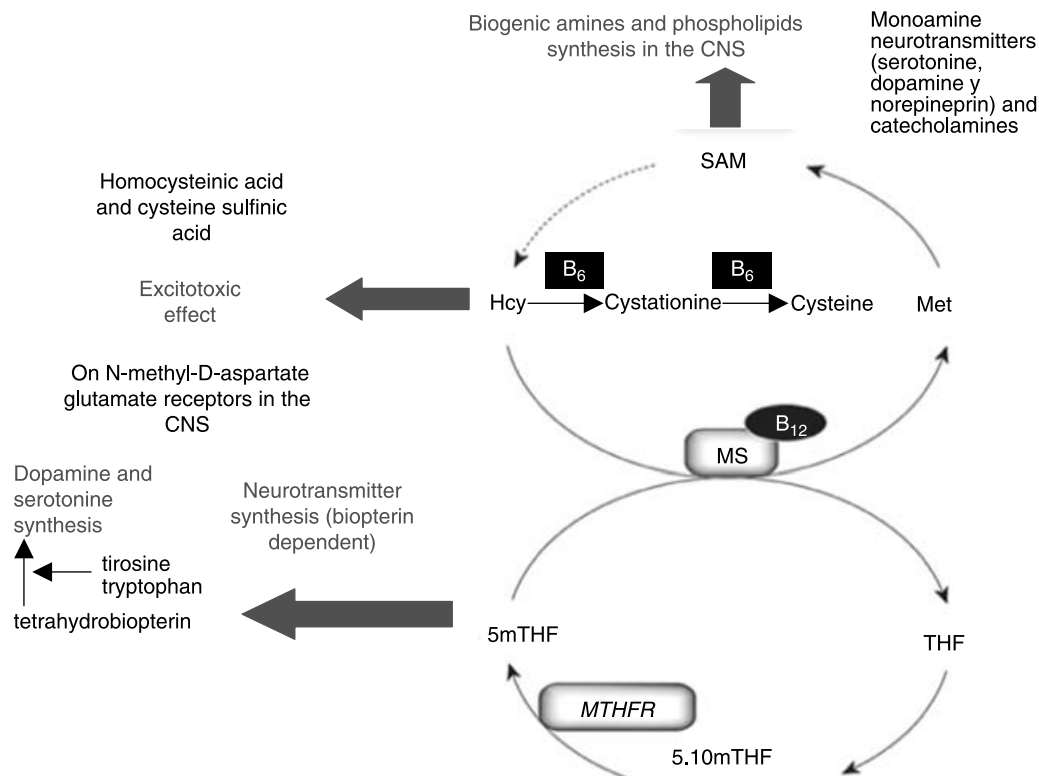 Biogenic amines and phospholipids
synthesis in the CNS
Monoamine
neurotransmitters
(serotonine,
dopamine y
norepineprin) and
catecholamines
SAM
Homocysteinic acid
and cysteine sulfinic
acid
B6
B6
Excitotoxic
effect
Hcy
Cystationine
Cysteine
Met
On N-methyl-D-aspartate
glutamate receptors in the
CNS
B12
MS
Dopamine and
serotonine
synthesis
Neurotransmitter
synthesis (biopterin
dependent)
tirosine
tryptophan
tetrahydrobiopterin
5mTHF
THF
MTHFR
5.10mTHF